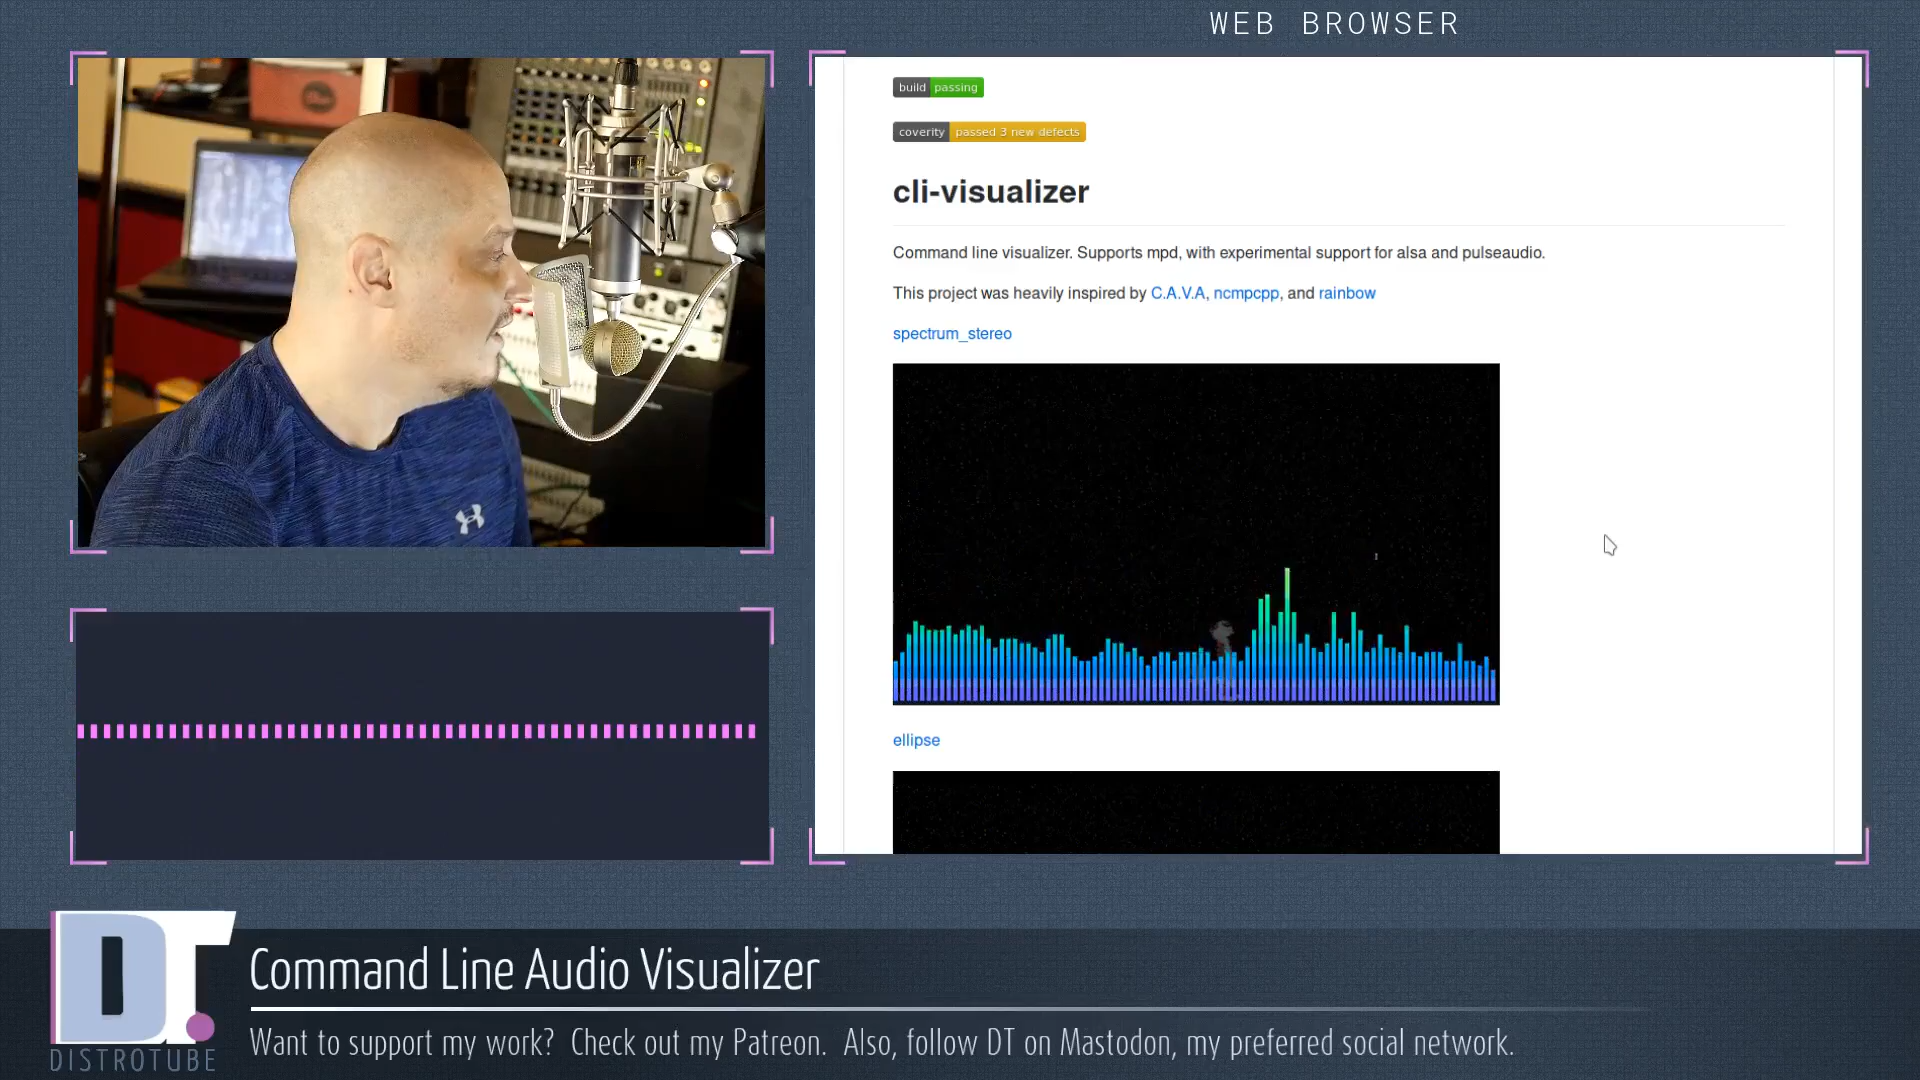 WEB BROWSER
build passing
coverity passed 3 new defects
cli-visualizer
Command line visualizer. Supports mpd, with experimental support for alsa and pulseaudio.
This project was heavily inspired by C.A.V.A, ncmpcpp, and rainbow
spectrum_stereo
ellipse
DT
DISTROTUBE
Command Line Audio Visualizer
Want to support my work? Check out my Patreon. Also, follow DT on Mastodon, my preferred social network.